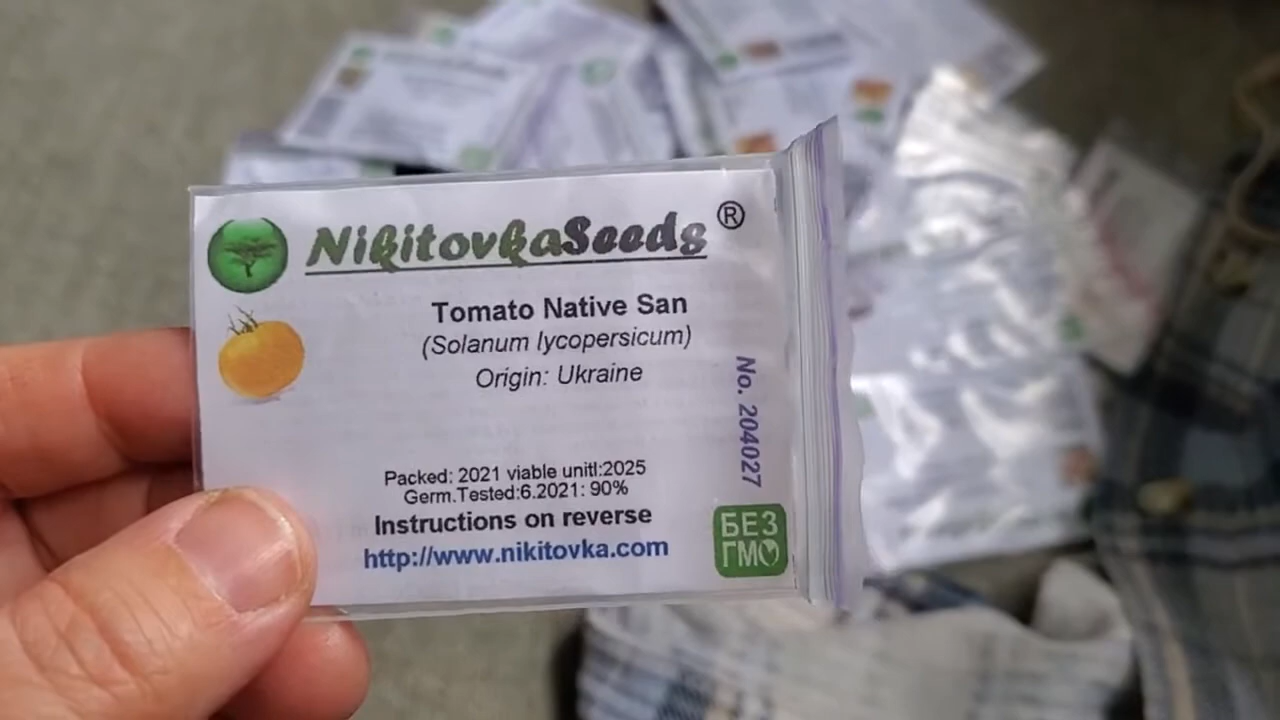 NikitovkaSeeds®
Tomato Native San
(Solanum lycopersicum)
Origin: Ukraine
No. 204027
Packed: 2021 viable unitl:2025
Germ.Tested:6.2021: 90%
Instructions on reverse
http://www.nikitovka.com
БЕЗ
ГМО